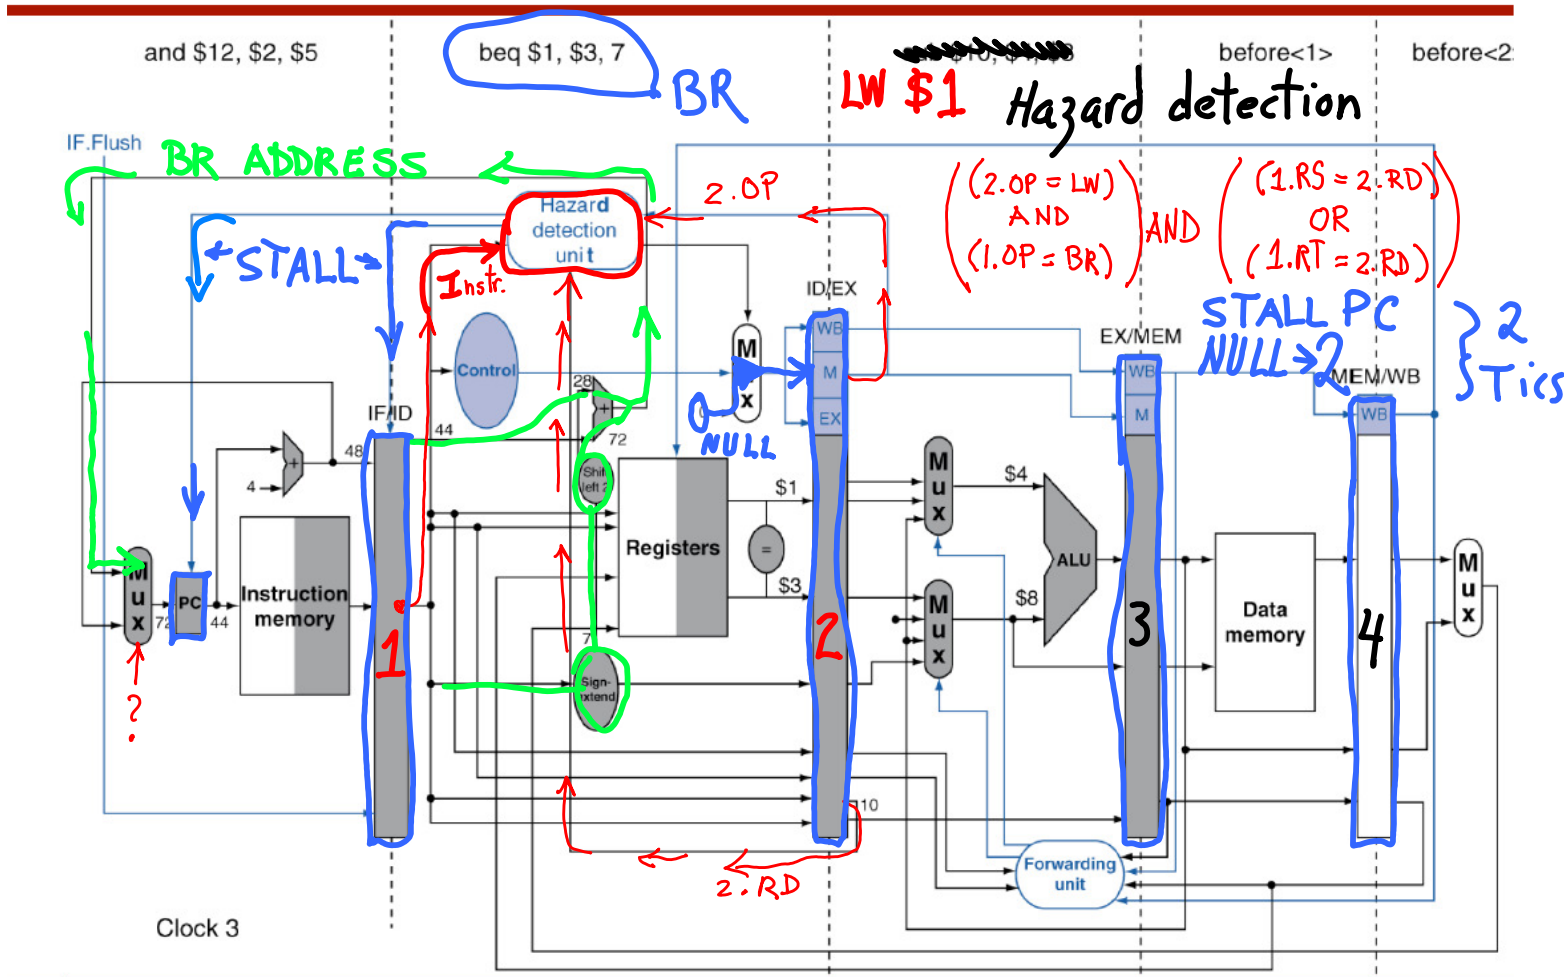 and $12, $2, $5
beq $1, $3, 7
BR
LW $1
before<1>
before<2
Hazard detection
IF.Flush
BR ADDRESS
2.OP
Hazard
detection
unit
STALL
Instr.
(2.OP = LW)
AND
(1.OP = BR)
AND
(1.RS = 2.RD)
OR
(1.RT = 2.RD)
STALL PC
NULL → 2
2
Tics
ID/EX
EX/MEM
MEM/WB
IF/ID
WB
M
EX
WB
M
WB
Control
M
x
0
NULL
28
+
72
44
48
4
+
Shift
left 2
Registers
$1
=
$3
M
u
x
$4
M
u
x
$8
ALU
Data
memory
M
u
x
M
u
x
72
PC
44
Instruction
memory
1
2
3
4
7
Sign-
extend
?
10
2.RD
Forwarding
unit
Clock 3